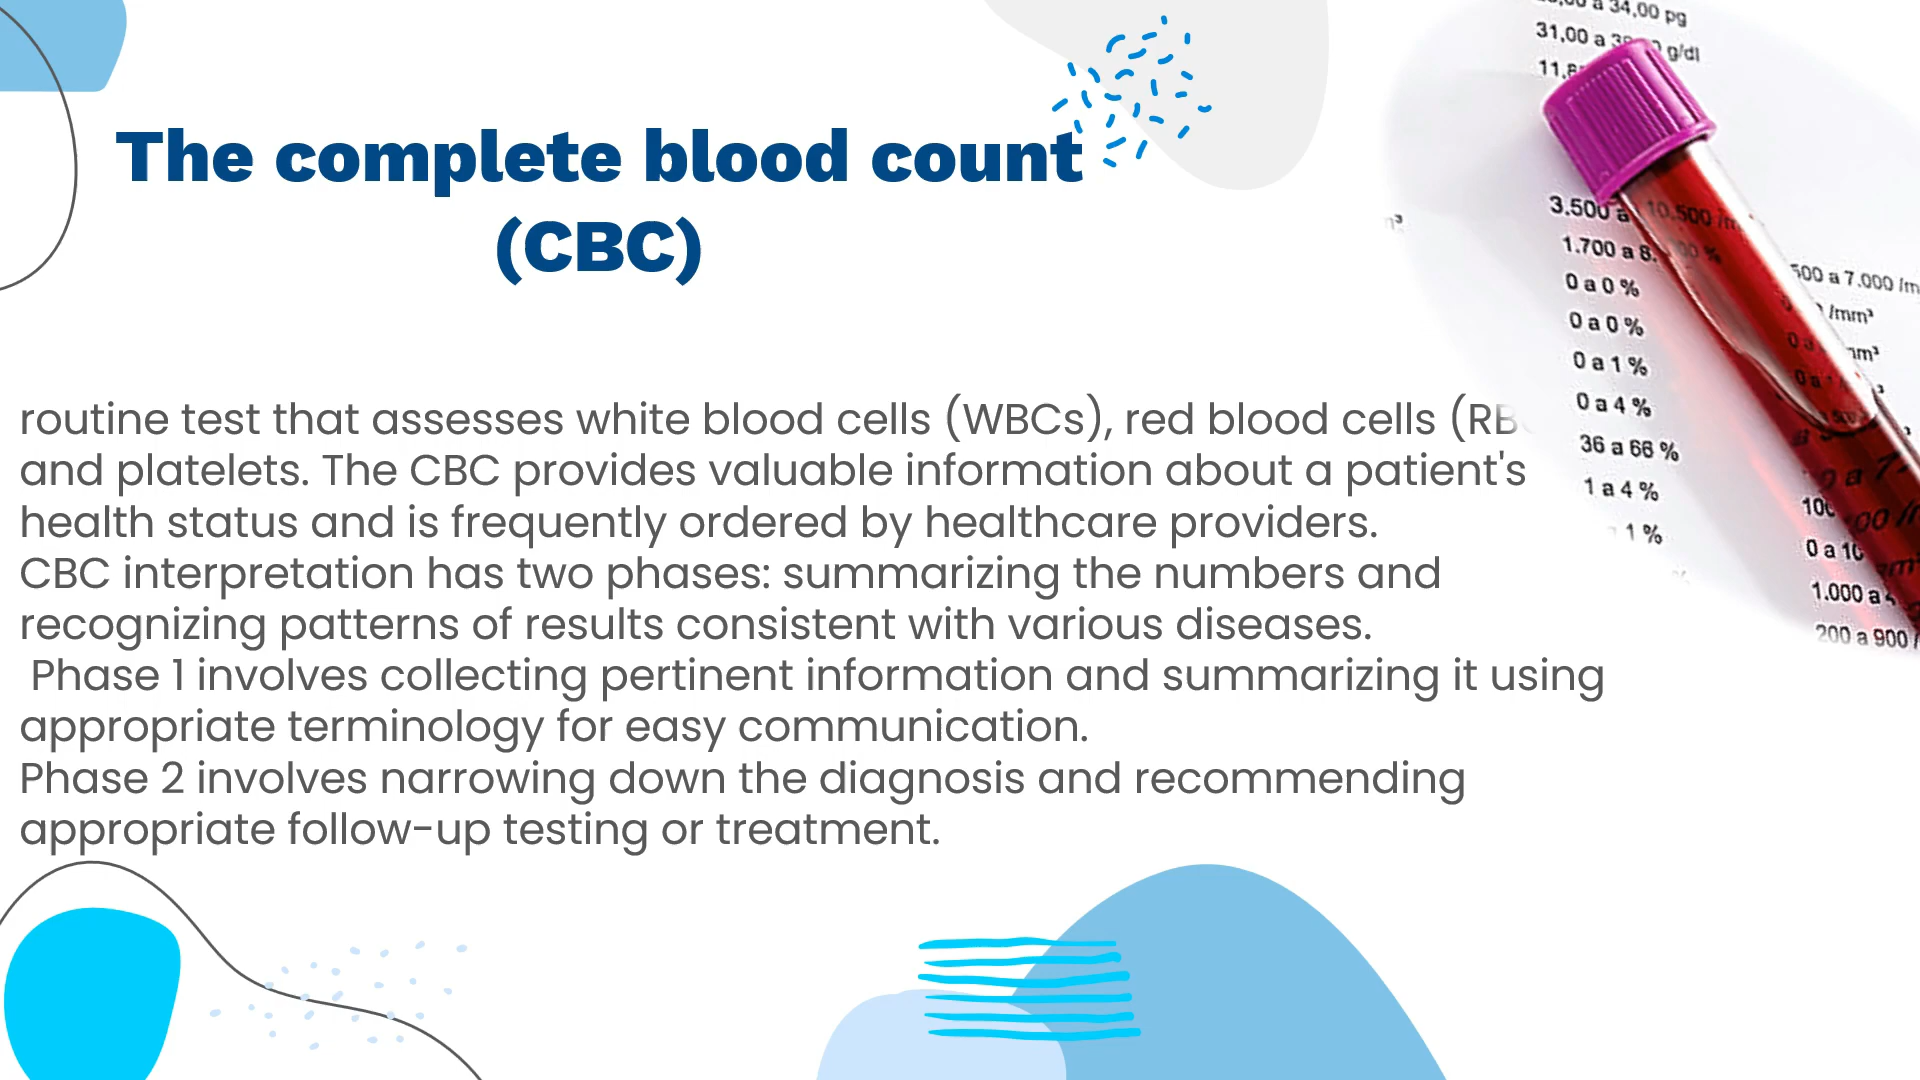 The complete blood count
(CBC)
routine test that assesses white blood cells (WBCs), red blood cells
and platelets. The CBC provides valuable information about a patient's
health status and is frequently ordered by healthcare providers.
CBC interpretation has two phases: summarizing the numbers and
recognizing patterns of results consistent with various diseases.
Phase 1 involves collecting pertinent information and summarizing it using
appropriate terminology for easy communication.
Phase 2 involves narrowing down the diagnosis and recommending
appropriate follow-up testing or treatment.
a 34,00 pg
31,00 a g/dl
3.500 a 10.500
1.700 a
0 a 0 %
0 a 0 %
0 a 1 %
0 a 4 %
36 a 66 %
1 a 4 %
1 %
a 7.000
/mm³
0 a
1.000 a
200 a 900